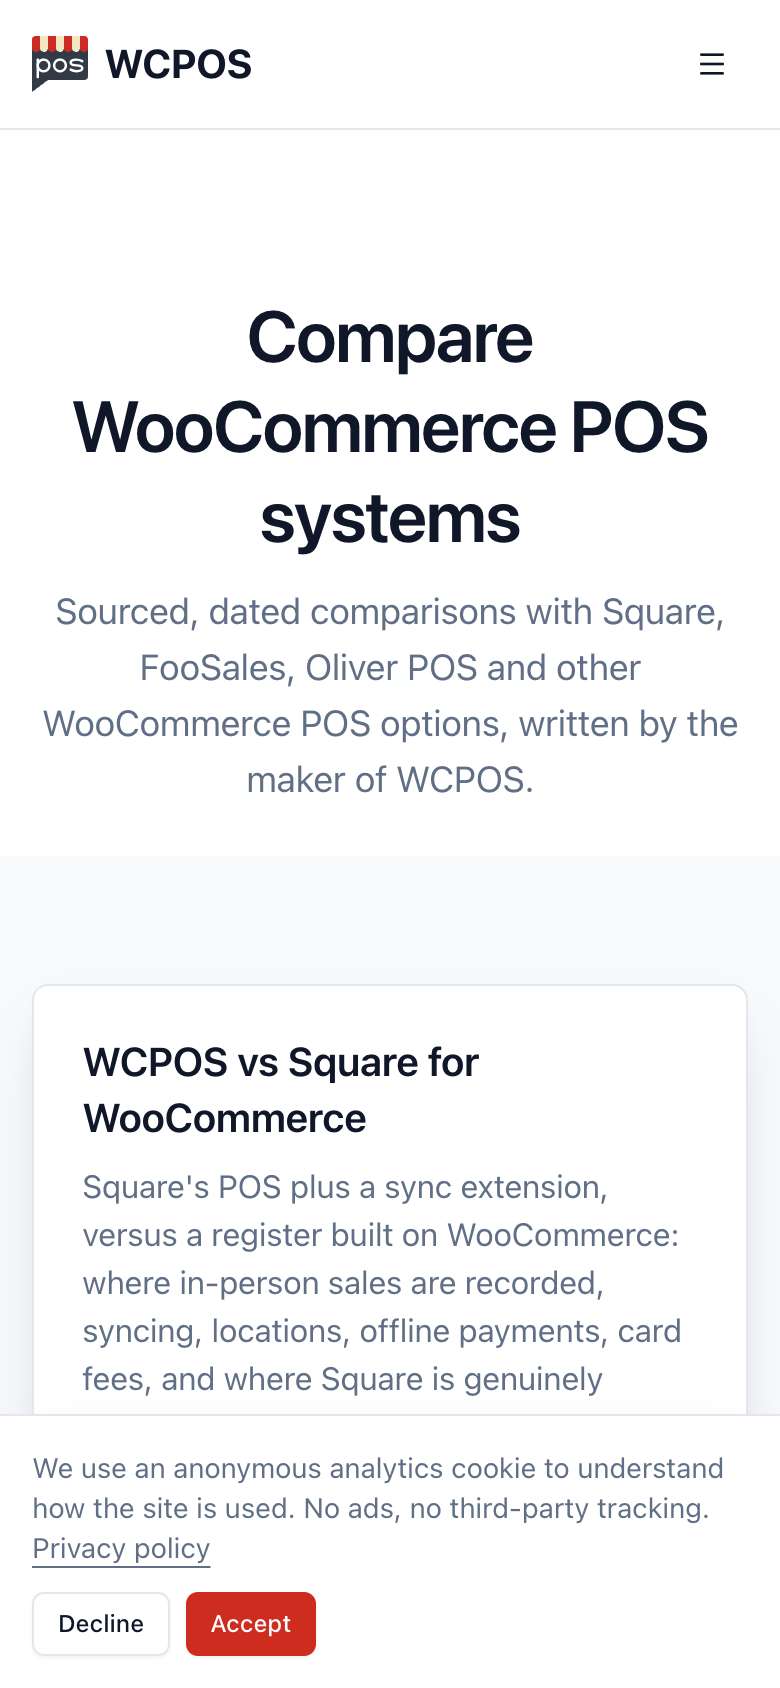 pos WCPOS
Compare
WooCommerce POS
systems
Sourced, dated comparisons with Square,
FooSales, Oliver POS and other
WooCommerce POS options, written by the
maker of WCPOS.
WCPOS vs Square for
WooCommerce
Square's POS plus a sync extension,
versus a register built on WooCommerce:
where in-person sales are recorded,
syncing, locations, offline payments, card
fees, and where Square is genuinely
We use an anonymous analytics cookie to understand
how the site is used. No ads, no third-party tracking.
Privacy policy
Decline Accept